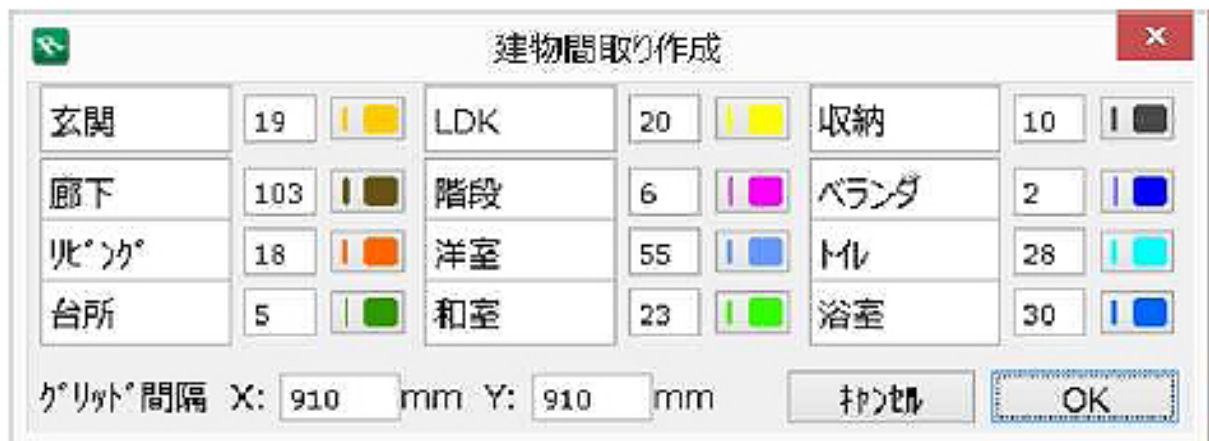 建物間取り作成
玄関 19 LDK 20 収納 10
廊下 103 階段 6 ベランダ 2
ﾘﾋﾞﾝｸﾞ 18 洋室 55 ﾄｲﾚ 28
台所 5 和室 23 浴室 30
ｸﾞﾘｯﾄﾞ間隔 X: 910 mm Y: 910 mm ｷｬﾝｾﾙ OK